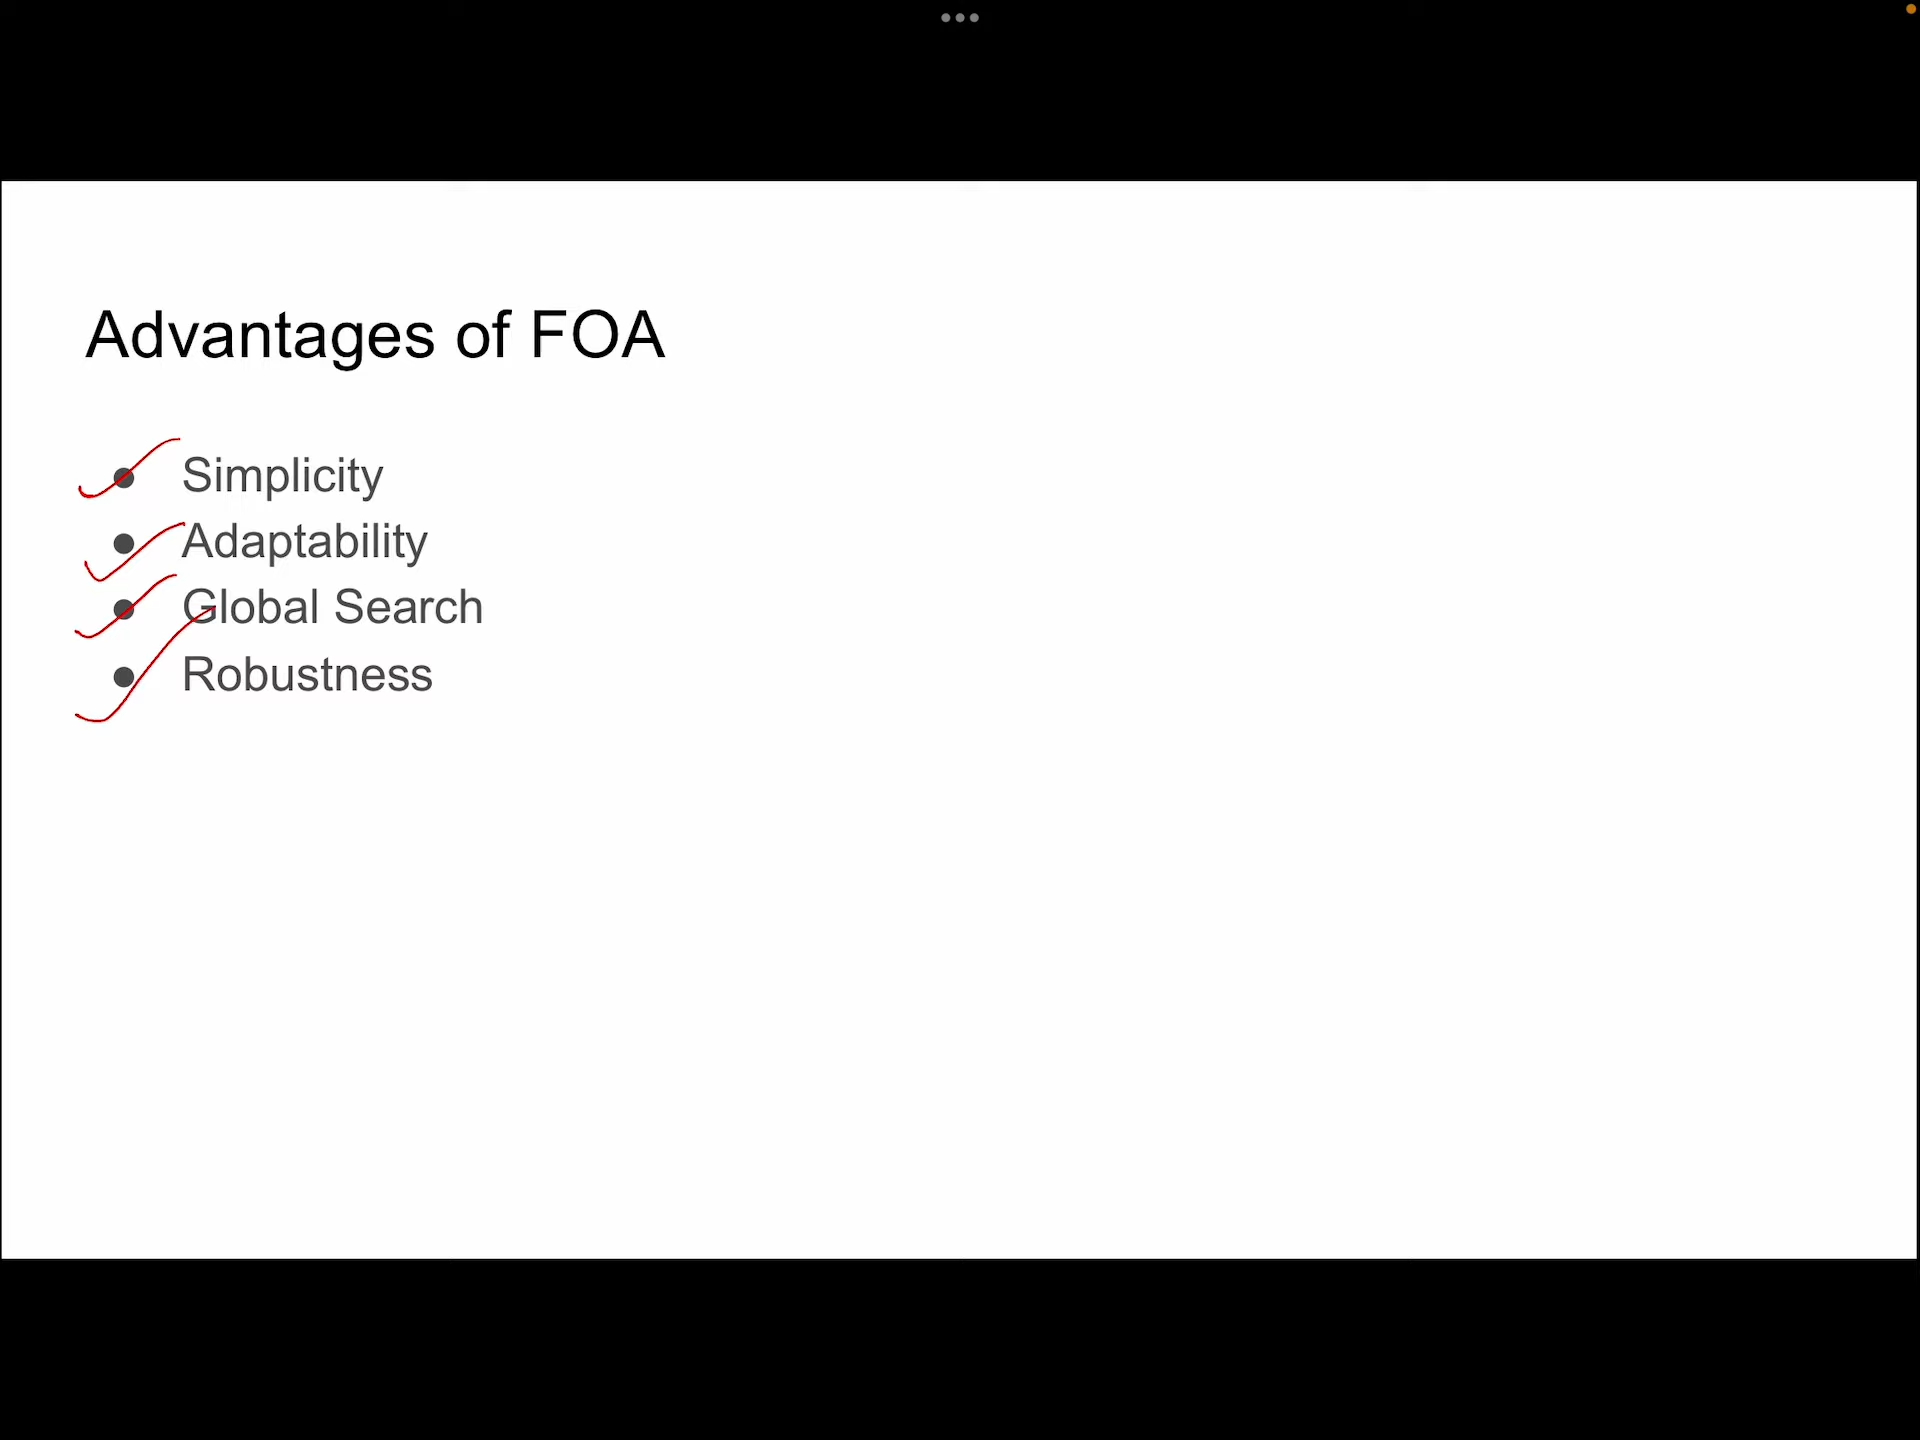 Advantages of FOA
Simplicity
Adaptability
Global Search
Robustness